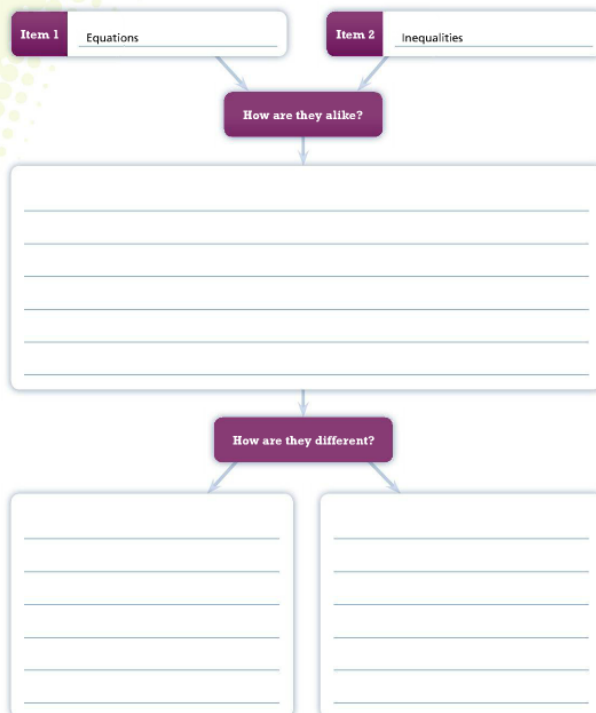 Item 1 Equations
Item 2 Inequalities
How are they alike?
How are they different?